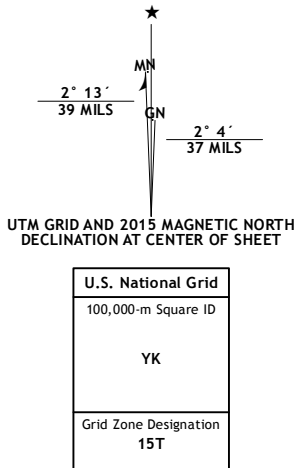 ★
MN
GN
2° 13´
39 MILS
2° 4´
37 MILS
UTM GRID AND 2015 MAGNETIC NORTH
DECLINATION AT CENTER OF SHEET
U.S. National Grid
100,000-m Square ID
YK
Grid Zone Designation
15T